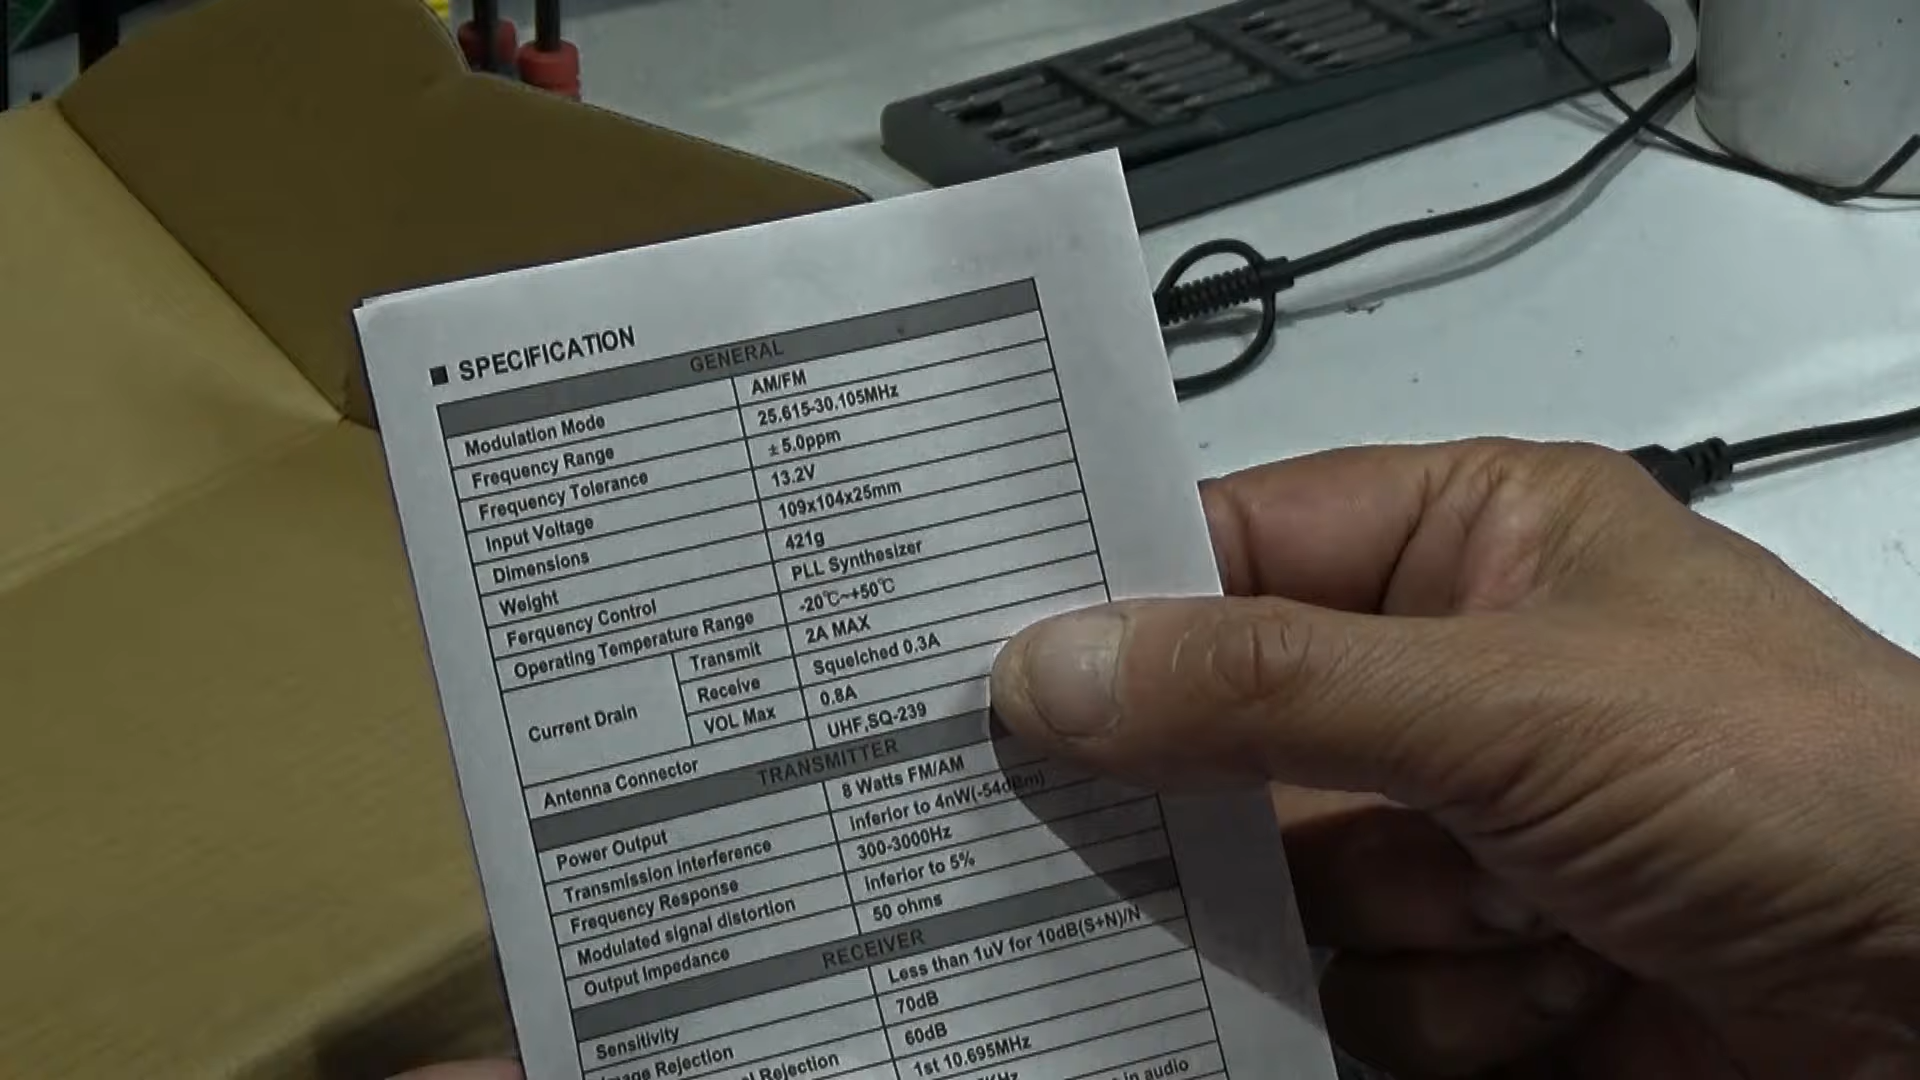 ■ SPECIFICATION
GENERAL
Modulation Mode AM/FM
Frequency Range 25.615-30.105MHz
Frequency Tolerance ±5.0ppm
Input Voltage 13.2V
Dimensions 109x104x25mm
Weight 421g
Ferquency Control PLL Synthesizer
Operating Temperature Range -20℃~+50℃
Current Drain Transmit 2A MAX
Receive Squelched 0.3A
VOL Max 0.8A
Antenna Connector UHF,SQ-239
TRANSMITTER
Power Output 8 Watts FM/AM
Transmission interference inferior to 4nW(-54dBm)
Frequency Response 300-3000Hz
Modulated signal distortion inferior to 5%
Output Impedance 50 ohms
RECEIVER
Sensitivity Less than 1uV for 10dB(S+N)/N
Image Rejection 70dB
Rejection 60dB
1st 10.695MHz
in audio